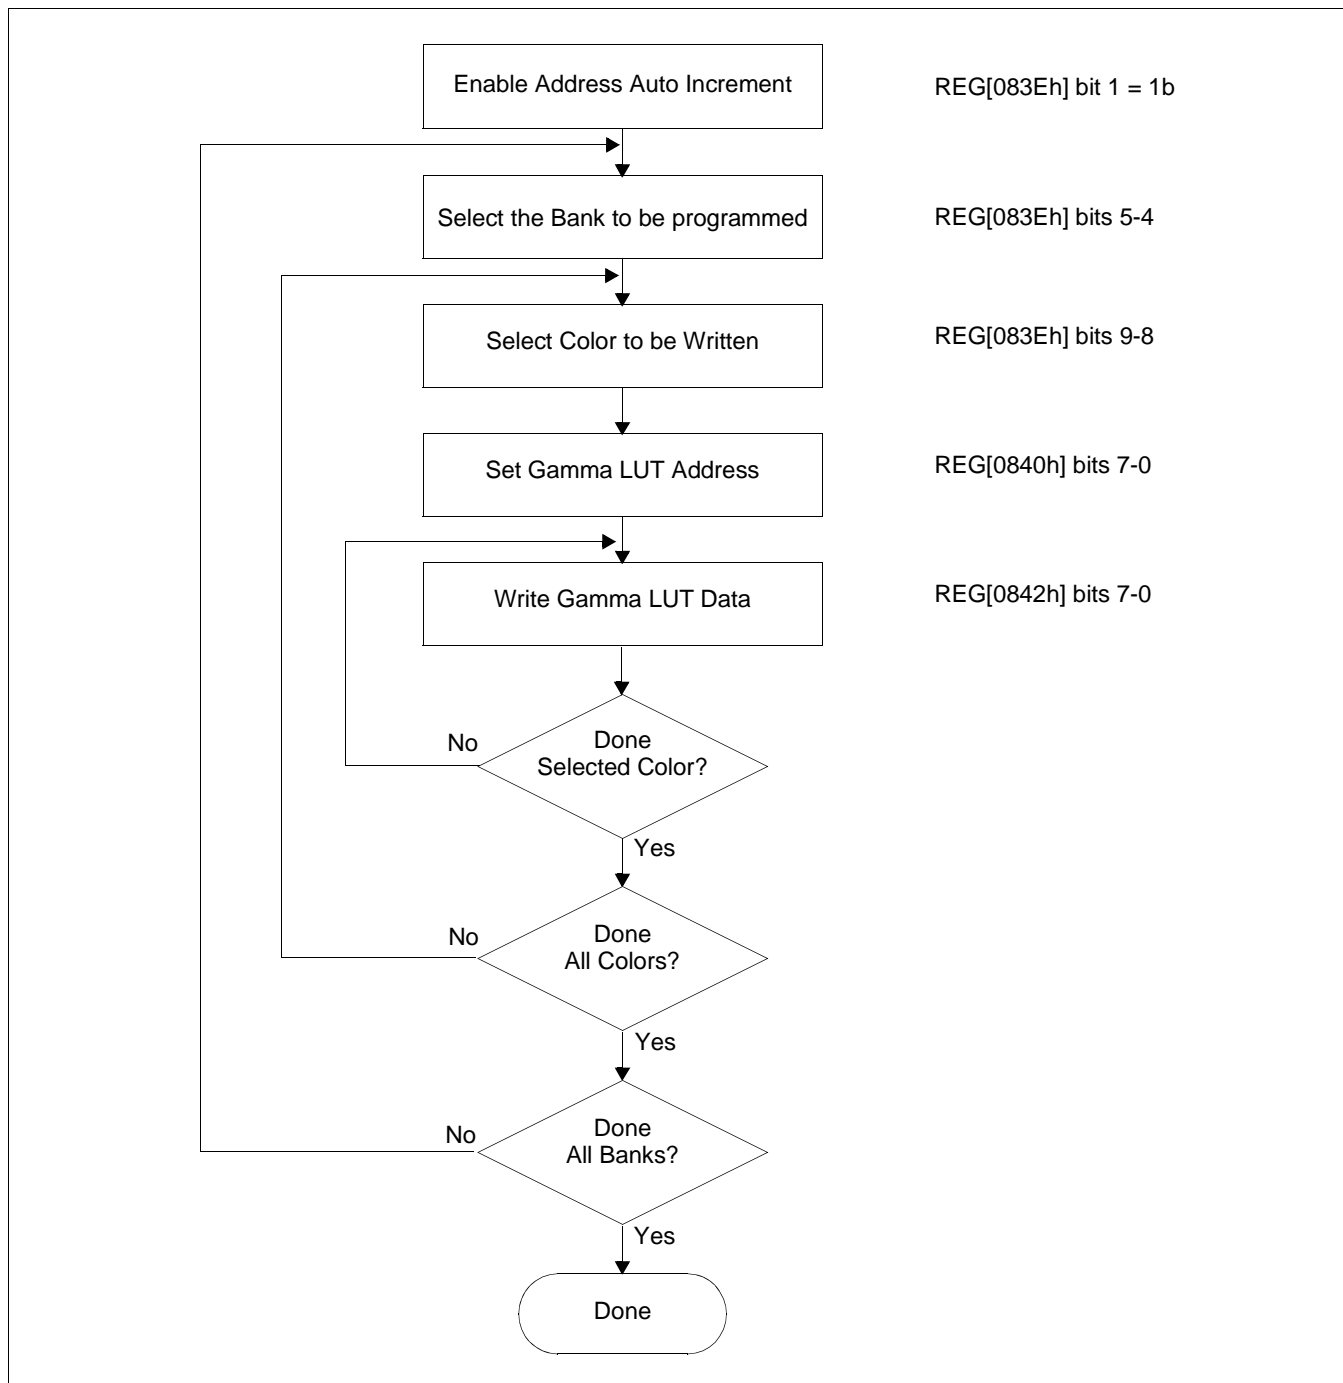 Enable Address Auto Increment
REG[083Eh] bit 1 = 1b
Select the Bank to be programmed
REG[083Eh] bits 5-4
Select Color to be Written
REG[083Eh] bits 9-8
Set Gamma LUT Address
REG[0840h] bits 7-0
Write Gamma LUT Data
REG[0842h] bits 7-0
No
Done
Selected Color?
Yes
No
Done
All Colors?
Yes
No
Done
All Banks?
Yes
Done